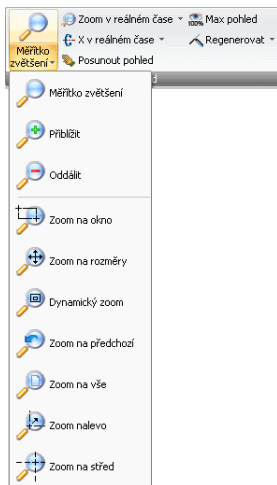 Zoom v reálném čase
Max pohled
X v reálném čase
Regenerovat
Měřítko
zvětšení
Posunout pohled
Měřítko zvětšení
Přiblížit
Oddálit
Zoom na okno
Zoom na rozměry
Dynamický zoom
Zoom na předchozí
Zoom na vše
Zoom nalevo
Zoom na střed